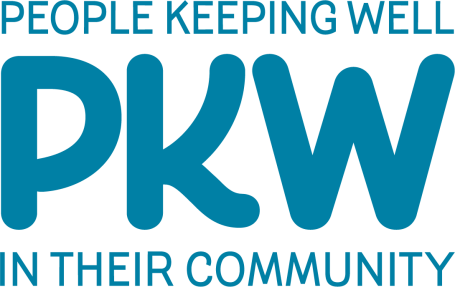 PEOPLE KEEPING WELL
PKW
IN THEIR COMMUNITY